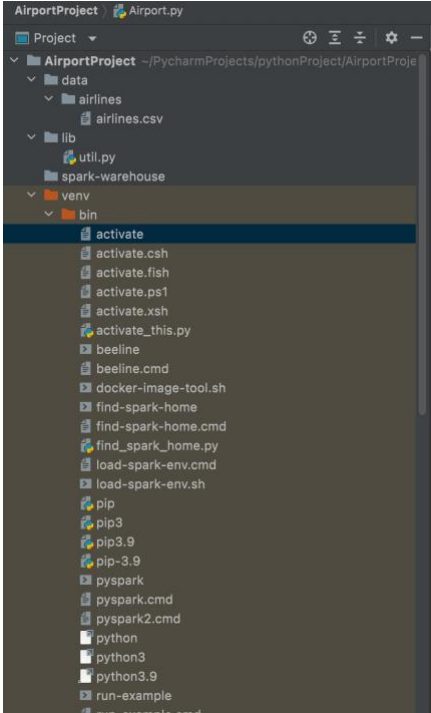 AirportProject › Airport.py
Project
AirportProject ~/PycharmProjects/pythonProject/AirportProje
data
airlines
airlines.csv
lib
util.py
spark-warehouse
venv
bin
activate
activate.csh
activate.fish
activate.ps1
activate.xsh
activate_this.py
beeline
beeline.cmd
docker-image-tool.sh
find-spark-home
find-spark-home.cmd
find_spark_home.py
load-spark-env.cmd
load-spark-env.sh
pip
pip3
pip3.9
pip-3.9
pyspark
pyspark.cmd
pyspark2.cmd
python
python3
python3.9
run-example
run-example.cmd